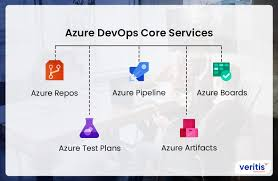 Azure DevOps Core Services
Azure Repos
Azure Pipeline
Azure Boards
Azure Test Plans
Azure Artifacts
veritis